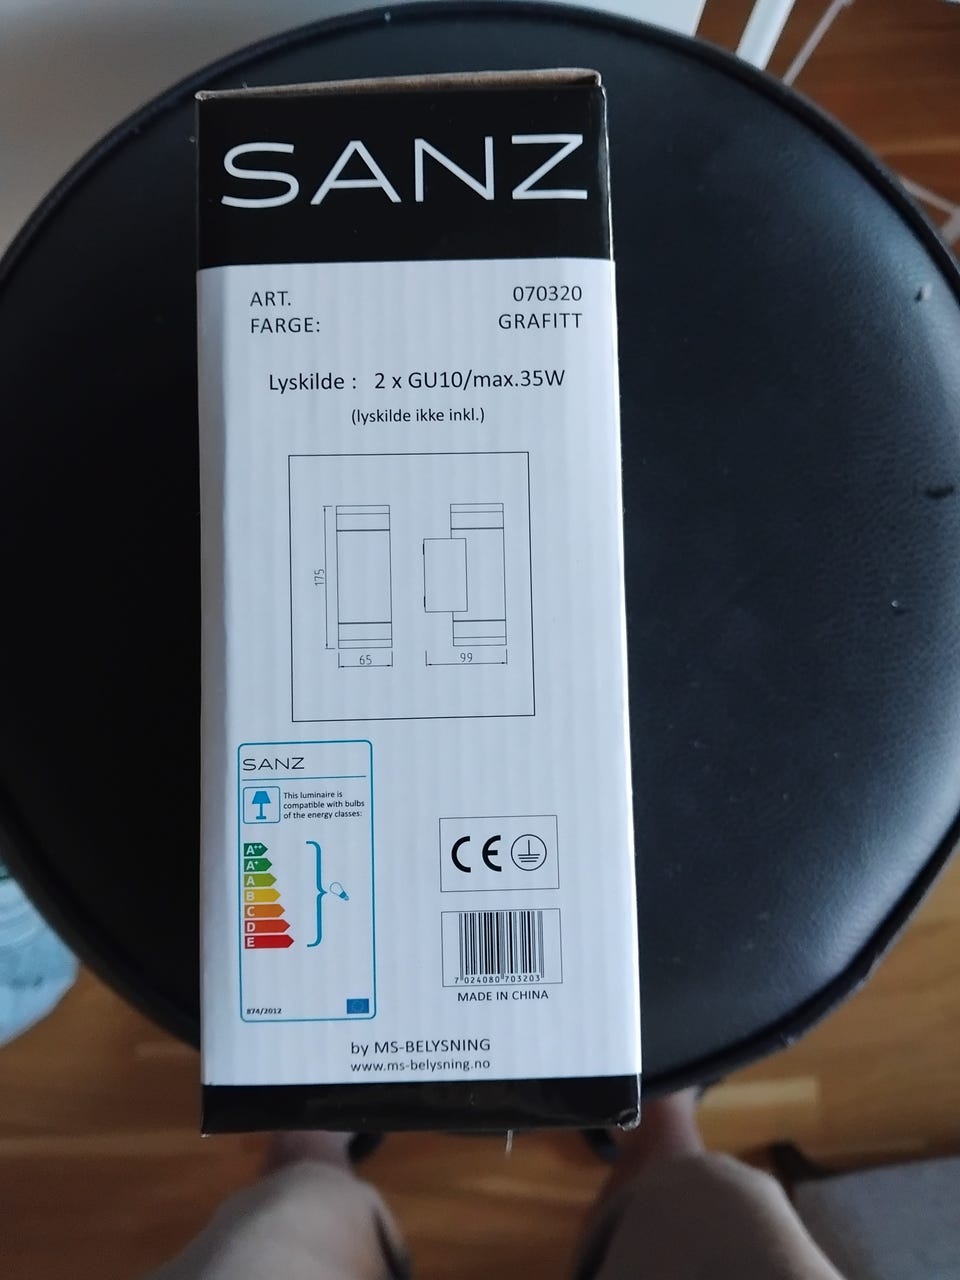 SANZ
ART. 070320
FARGE: GRAFITT
Lyskilde : 2 x GU10/max.35W
(lyskilde ikke inkl.)
175
65
99
SANZ
This luminaire is
compatible with bulbs
of the energy classes:
A++
A+
A
B
C
D
E
874/2012
CE
7 024080 703203
MADE IN CHINA
by MS-BELYSNING
www.ms-belysning.no